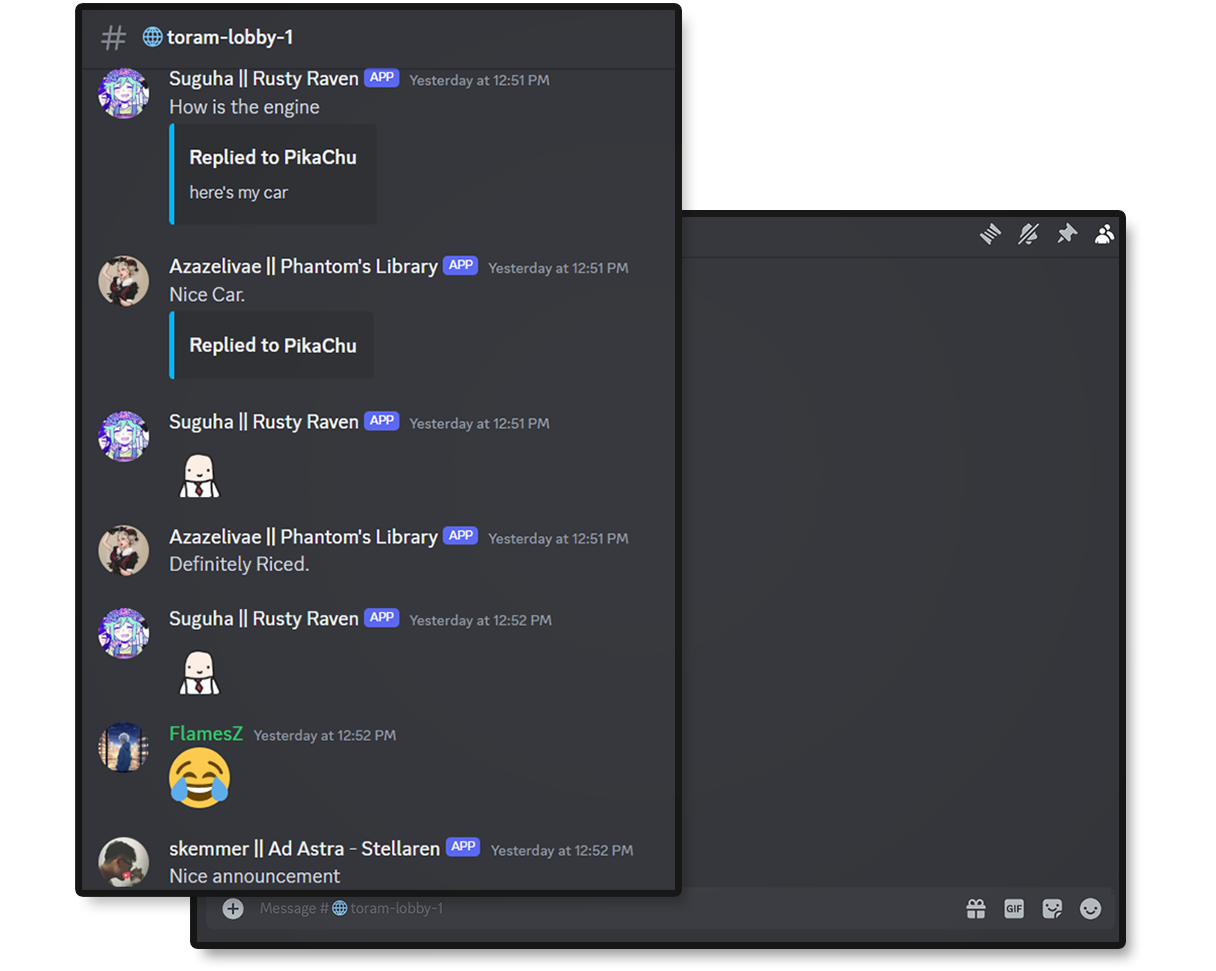 # 🌐 toram-lobby-1
Suguha || Rusty Raven APP Yesterday at 12:51 PM
How is the engine
Replied to PikaChu
here's my car
Azazelivae || Phantom's Library APP Yesterday at 12:51 PM
Nice Car.
Replied to PikaChu
Suguha || Rusty Raven APP Yesterday at 12:51 PM
Azazelivae || Phantom's Library APP Yesterday at 12:51 PM
Definitely Riced.
Suguha || Rusty Raven APP Yesterday at 12:52 PM
FlamesZ Yesterday at 12:52 PM
😂
skemmer || Ad Astra - Stellaren APP Yesterday at 12:52 PM
Nice announcement
Message # 🌐 toram-lobby-1
GIF